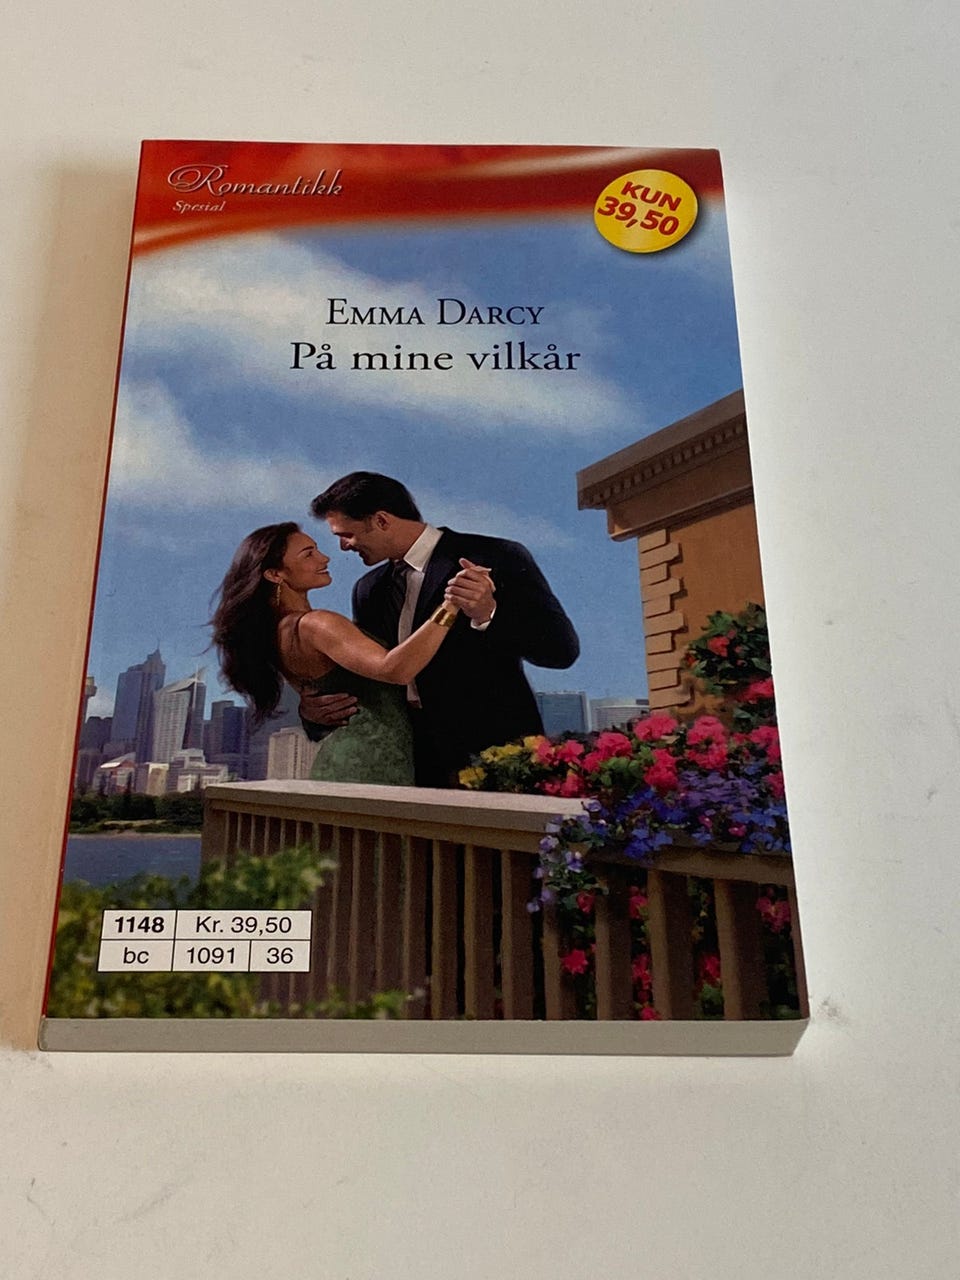 Romantikk
Spesial
KUN
39,50
EMMA DARCY
På mine vilkår
1148 Kr. 39,50
bc 1091 36